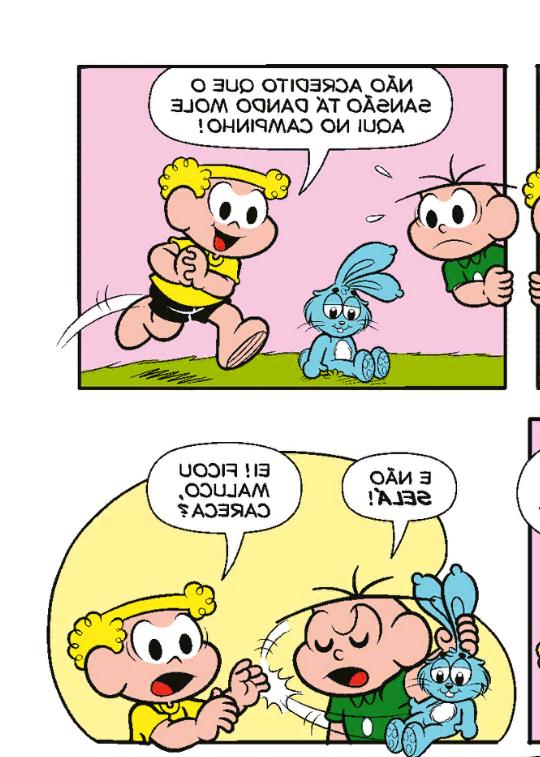 NÃO ACREDITO QUE O
SANSÃO TÁ DANDO MOLE
AQUI NO CAMPINHO!
E NÃO
SELÁ!
EI! FICOU
MALUCO,
CARECA?